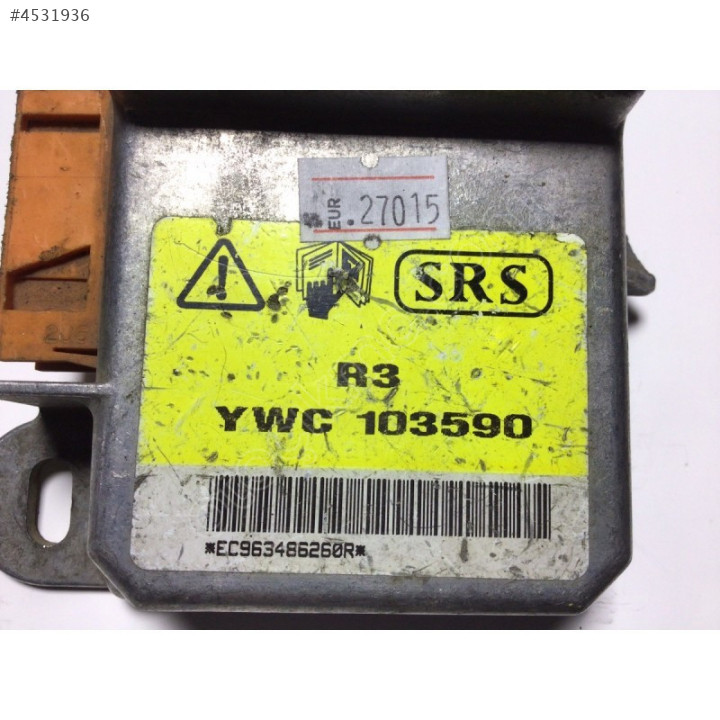 #4531936
EUR .27015
SRS
R3
YWC 103590
*EC963486260R*